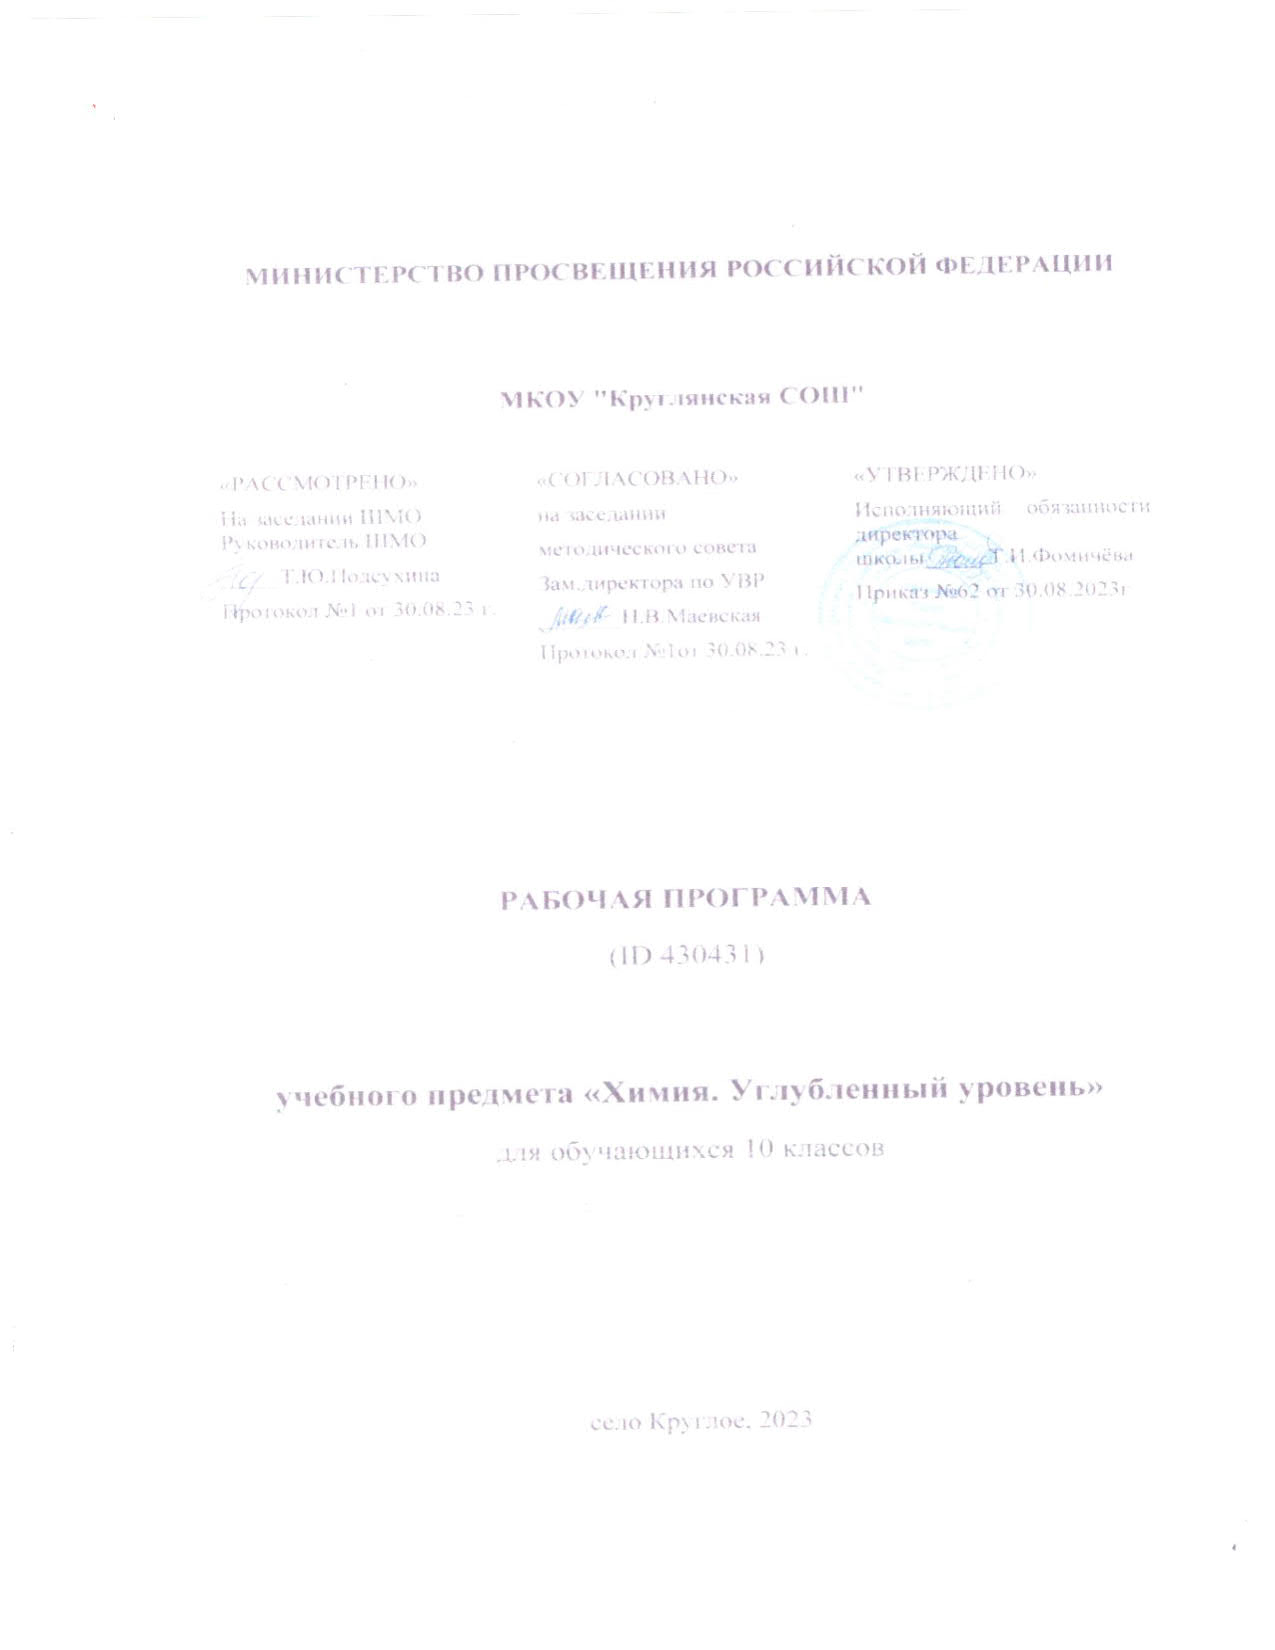 МИНИСТЕРСТВО ПРОСВЕЩЕНИЯ РОССИЙСКОЙ ФЕДЕРАЦИИ
МКОУ "Круглянская СОШ"
«РАССМОТРЕНО»
На заседании ШМО
Руководитель ШМО
Т.Ю.Подсухина
Протокол №1 от 30.08.23 г.
«СОГЛАСОВАНО»
на заседании
методического совета
Зам.директора по УВР
Н.В.Маевская
Протокол №1от 30.08.23 г.
«УТВЕРЖДЕНО»
Исполняющий обязанности
директора
школы Т.И.Фомичёва
Приказ №62 от 30.08.2023г
РАБОЧАЯ ПРОГРАММА
(ID 430431)
учебного предмета «Химия. Углубленный уровень»
для обучающихся 10 классов
село Круглое, 2023